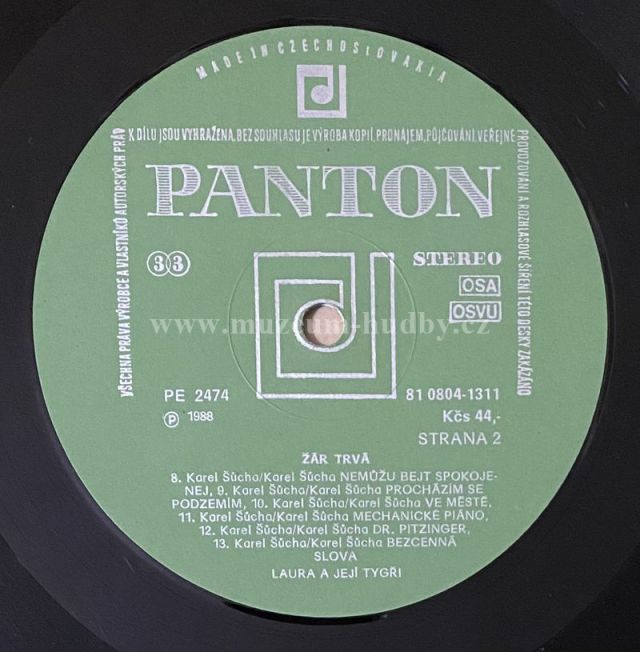 MADE IN CZECHOSLOVAKIA
VŠECHNA PRÁVA VÝROBCE A VLASTNÍKŮ AUTORSKÝCH PRÁV
K DÍLU JSOU VYHRAŽENA, BEZ SOUHLASU JE VÝROBA KOPIÍ, PRONÁJEM, PŮJČOVÁNÍ, VEŘEJNÉ
PROVOZOVÁNÍ A ROZHLASOVÉ ŠÍŘENÍ TÉTO DESKY ZAKÁZÁNO
PANTON
33
STEREO
OSA
OSVU
www.muzeum-hudby.cz
PE 2474
81 0804-1311
Ⓟ 1988
Kčs 44,-
STRANA 2
ŽÁR TRVÁ
8. Karel Šůcha/Karel Šůcha NEMŮŽU BEJT SPOKOJE-
NEJ, 9. Karel Šůcha/Karel Šůcha PROCHÁZÍM SE
PODZEMÍM, 10. Karel Šůcha/Karel Šůcha VE MĚSTĚ,
11. Karel Šůcha/Karel Šůcha MECHANICKÉ PIÁNO,
12. Karel Šůcha/Karel Šůcha DR. PITZINGER,
13. Karel Šůcha/Karel Šůcha BEZCENNÁ
SLOVA
LAURA A JEJÍ TYGŘI